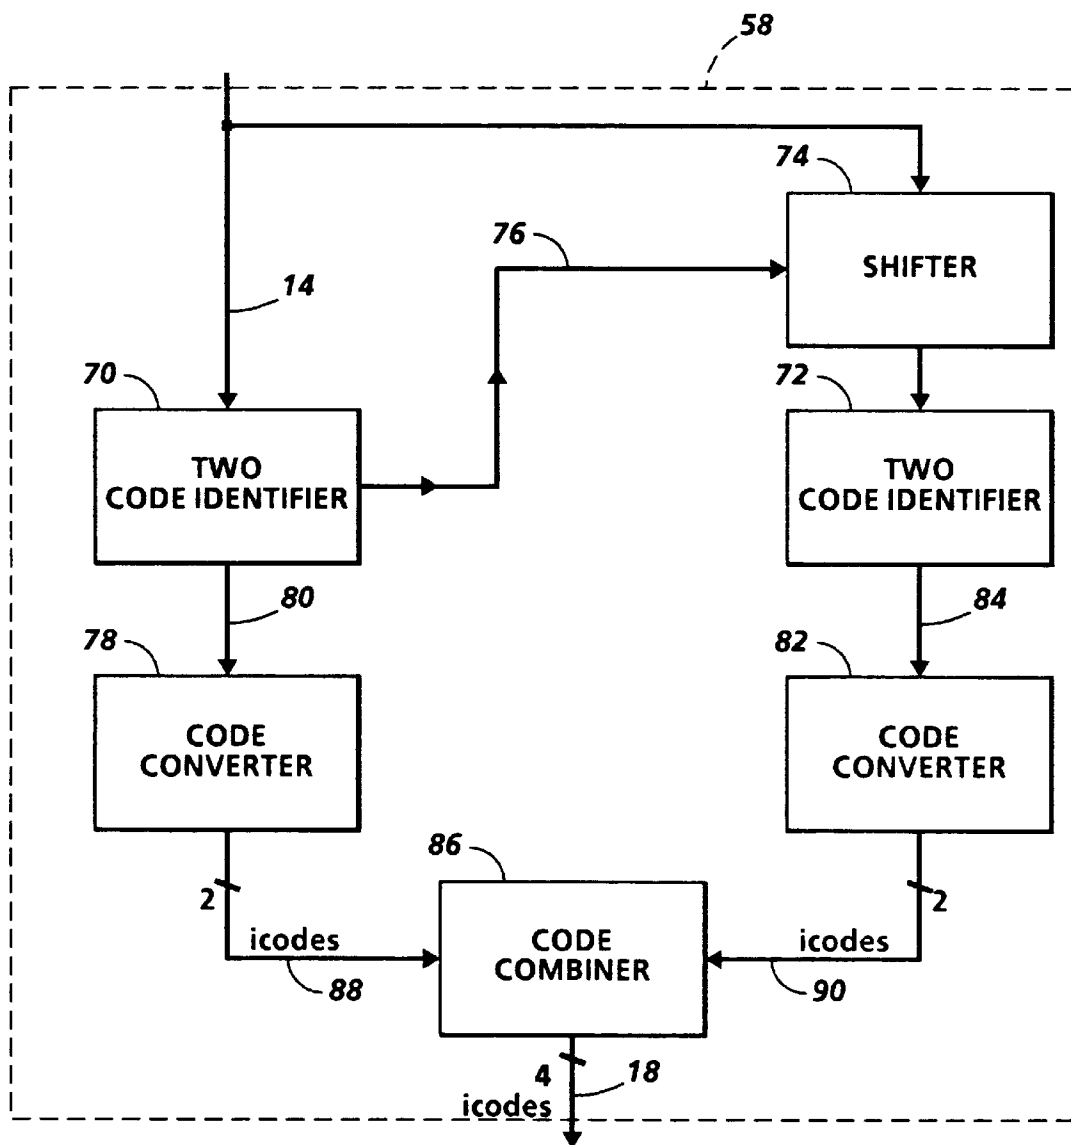 58
74
SHIFTER
76
14
70
TWO
CODE IDENTIFIER
72
TWO
CODE IDENTIFIER
80
84
78
CODE
CONVERTER
82
CODE
CONVERTER
86
CODE
COMBINER
2
icodes
88
2
icodes
90
4
18
icodes